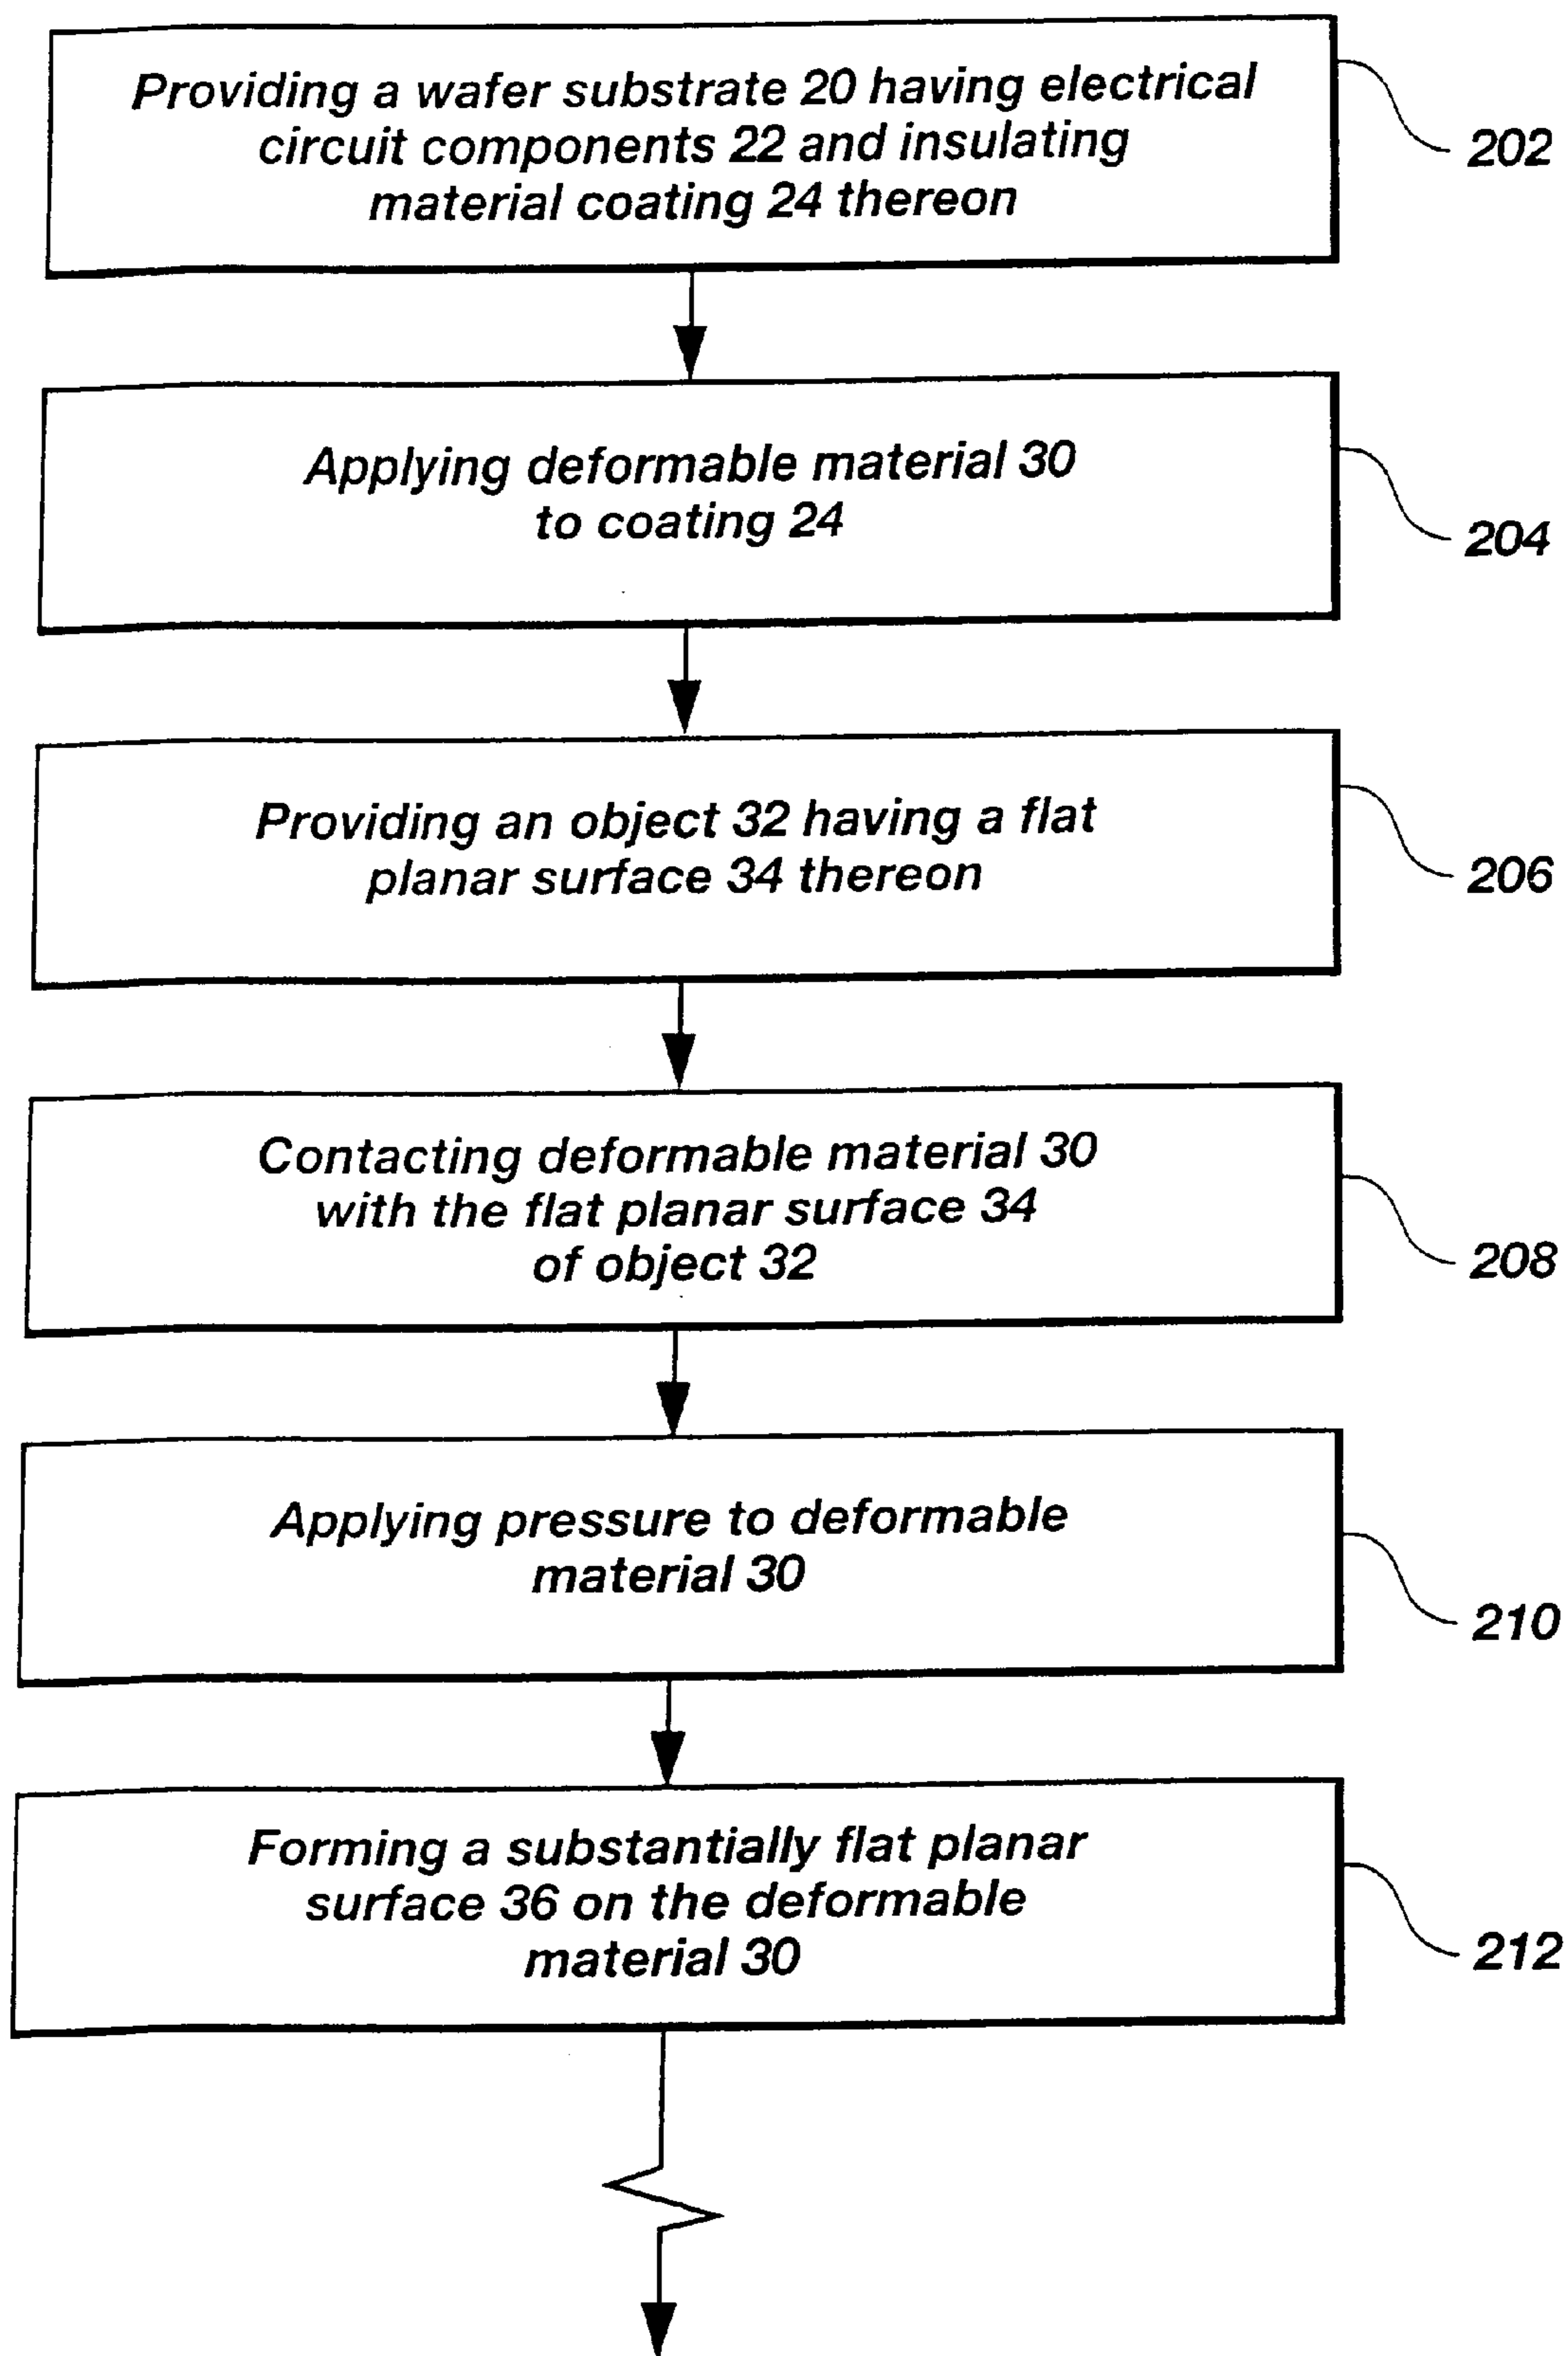 Providing a wafer substrate 20 having electrical
circuit components 22 and insulating
material coating 24 thereon
202
Applying deformable material 30
to coating 24
204
Providing an object 32 having a flat
planar surface 34 thereon
206
Contacting deformable material 30
with the flat planar surface 34
of object 32
208
Applying pressure to deformable
material 30
210
Forming a substantially flat planar
surface 36 on the deformable
material 30
212